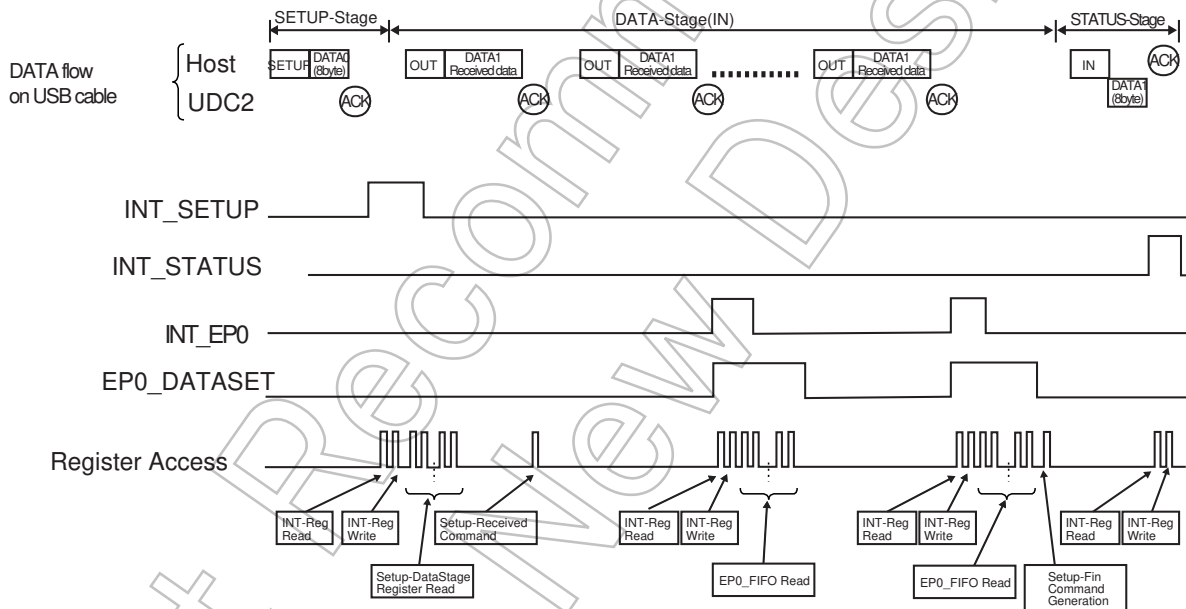 SETUP-Stage
DATA-Stage(IN)
STATUS-Stage
DATA flow
on USB cable
Host
UDC2
SETUP
DATA0
(8byte)
ACK
OUT
DATA1
Received data
ACK
OUT
DATA1
Received data
ACK
OUT
DATA1
Received data
ACK
IN
DATA1
(8byte)
ACK
INT_SETUP
INT_STATUS
INT_EP0
EP0_DATASET
Register Access
INT-Reg
Read
INT-Reg
Write
Setup-Received
Command
INT-Reg
Read
INT-Reg
Write
INT-Reg
Read
INT-Reg
Write
INT-Reg
Read
INT-Reg
Write
Setup-DataStage
Register Read
EP0_FIFO Read
EP0_FIFO Read
Setup-Fin
Command
Generation